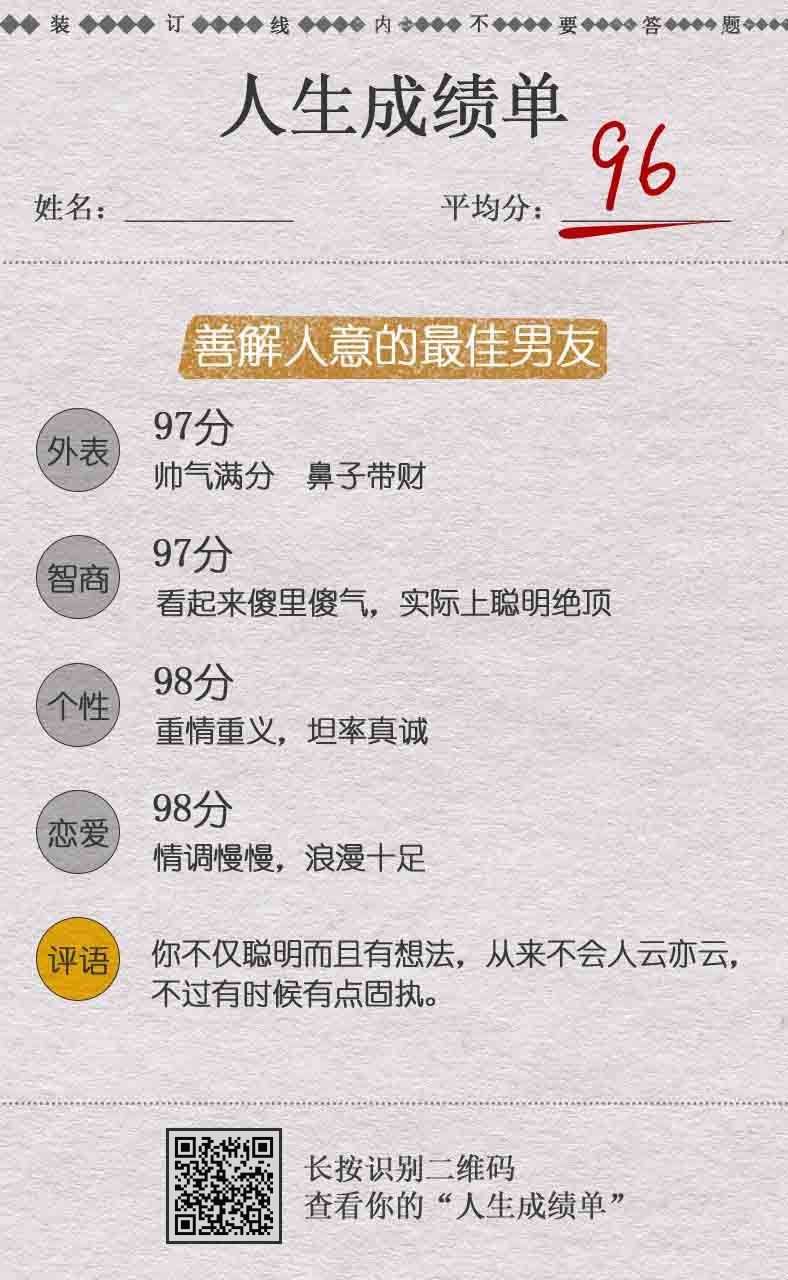 装 订 线 内 不 要 答 题
人生成绩单
96
姓名：__________ 平均分：__________
善解人意的最佳男友
外表
97分
帅气满分 鼻子带财
智商
97分
看起来傻里傻气，实际上聪明绝顶
个性
98分
重情重义，坦率真诚
恋爱
98分
情调慢慢，浪漫十足
评语
你不仅聪明而且有想法，从来不会人云亦云，
不过有时候有点固执。
长按识别二维码
查看你的“人生成绩单”